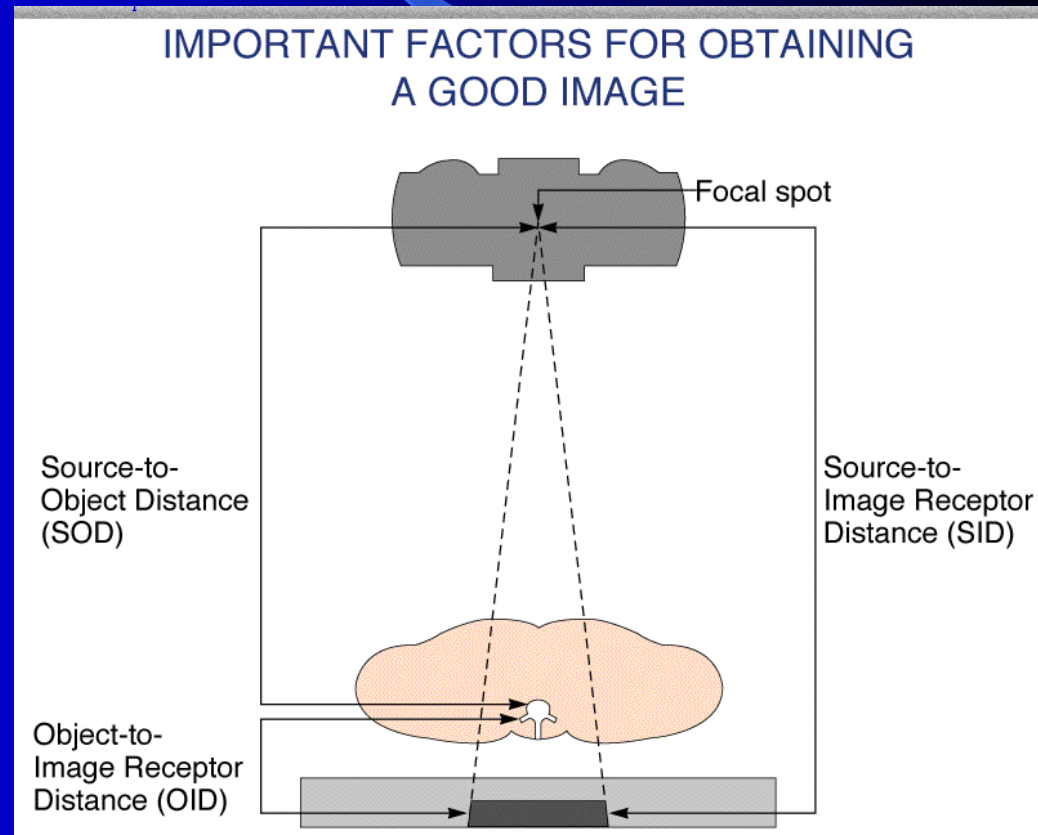 IMPORTANT FACTORS FOR OBTAINING
A GOOD IMAGE
Focal spot
Source-to-
Object Distance
(SOD)
Source-to-
Image Receptor
Distance (SID)
Object-to-
Image Receptor
Distance (OID)